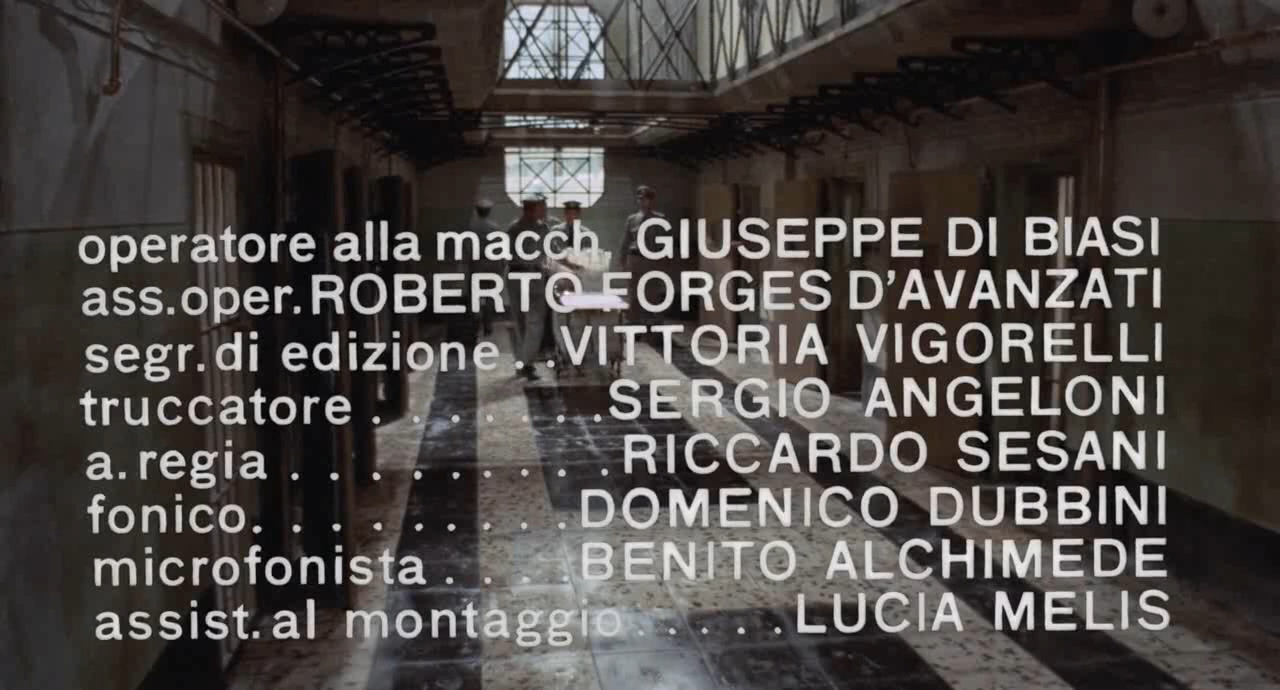 operatore alla macch. GIUSEPPE DI BIASI
ass.oper.ROBERTO FORGES D'AVANZATI
segr.di edizione..VITTORIA VIGORELLI
truccatore.......SERGIO ANGELONI
a.regia.........RICCARDO SESANI
fonico.........DOMENICO DUBBINI
microfonista....BENITO ALCHIMEDE
assist.al montaggio.....LUCIA MELIS